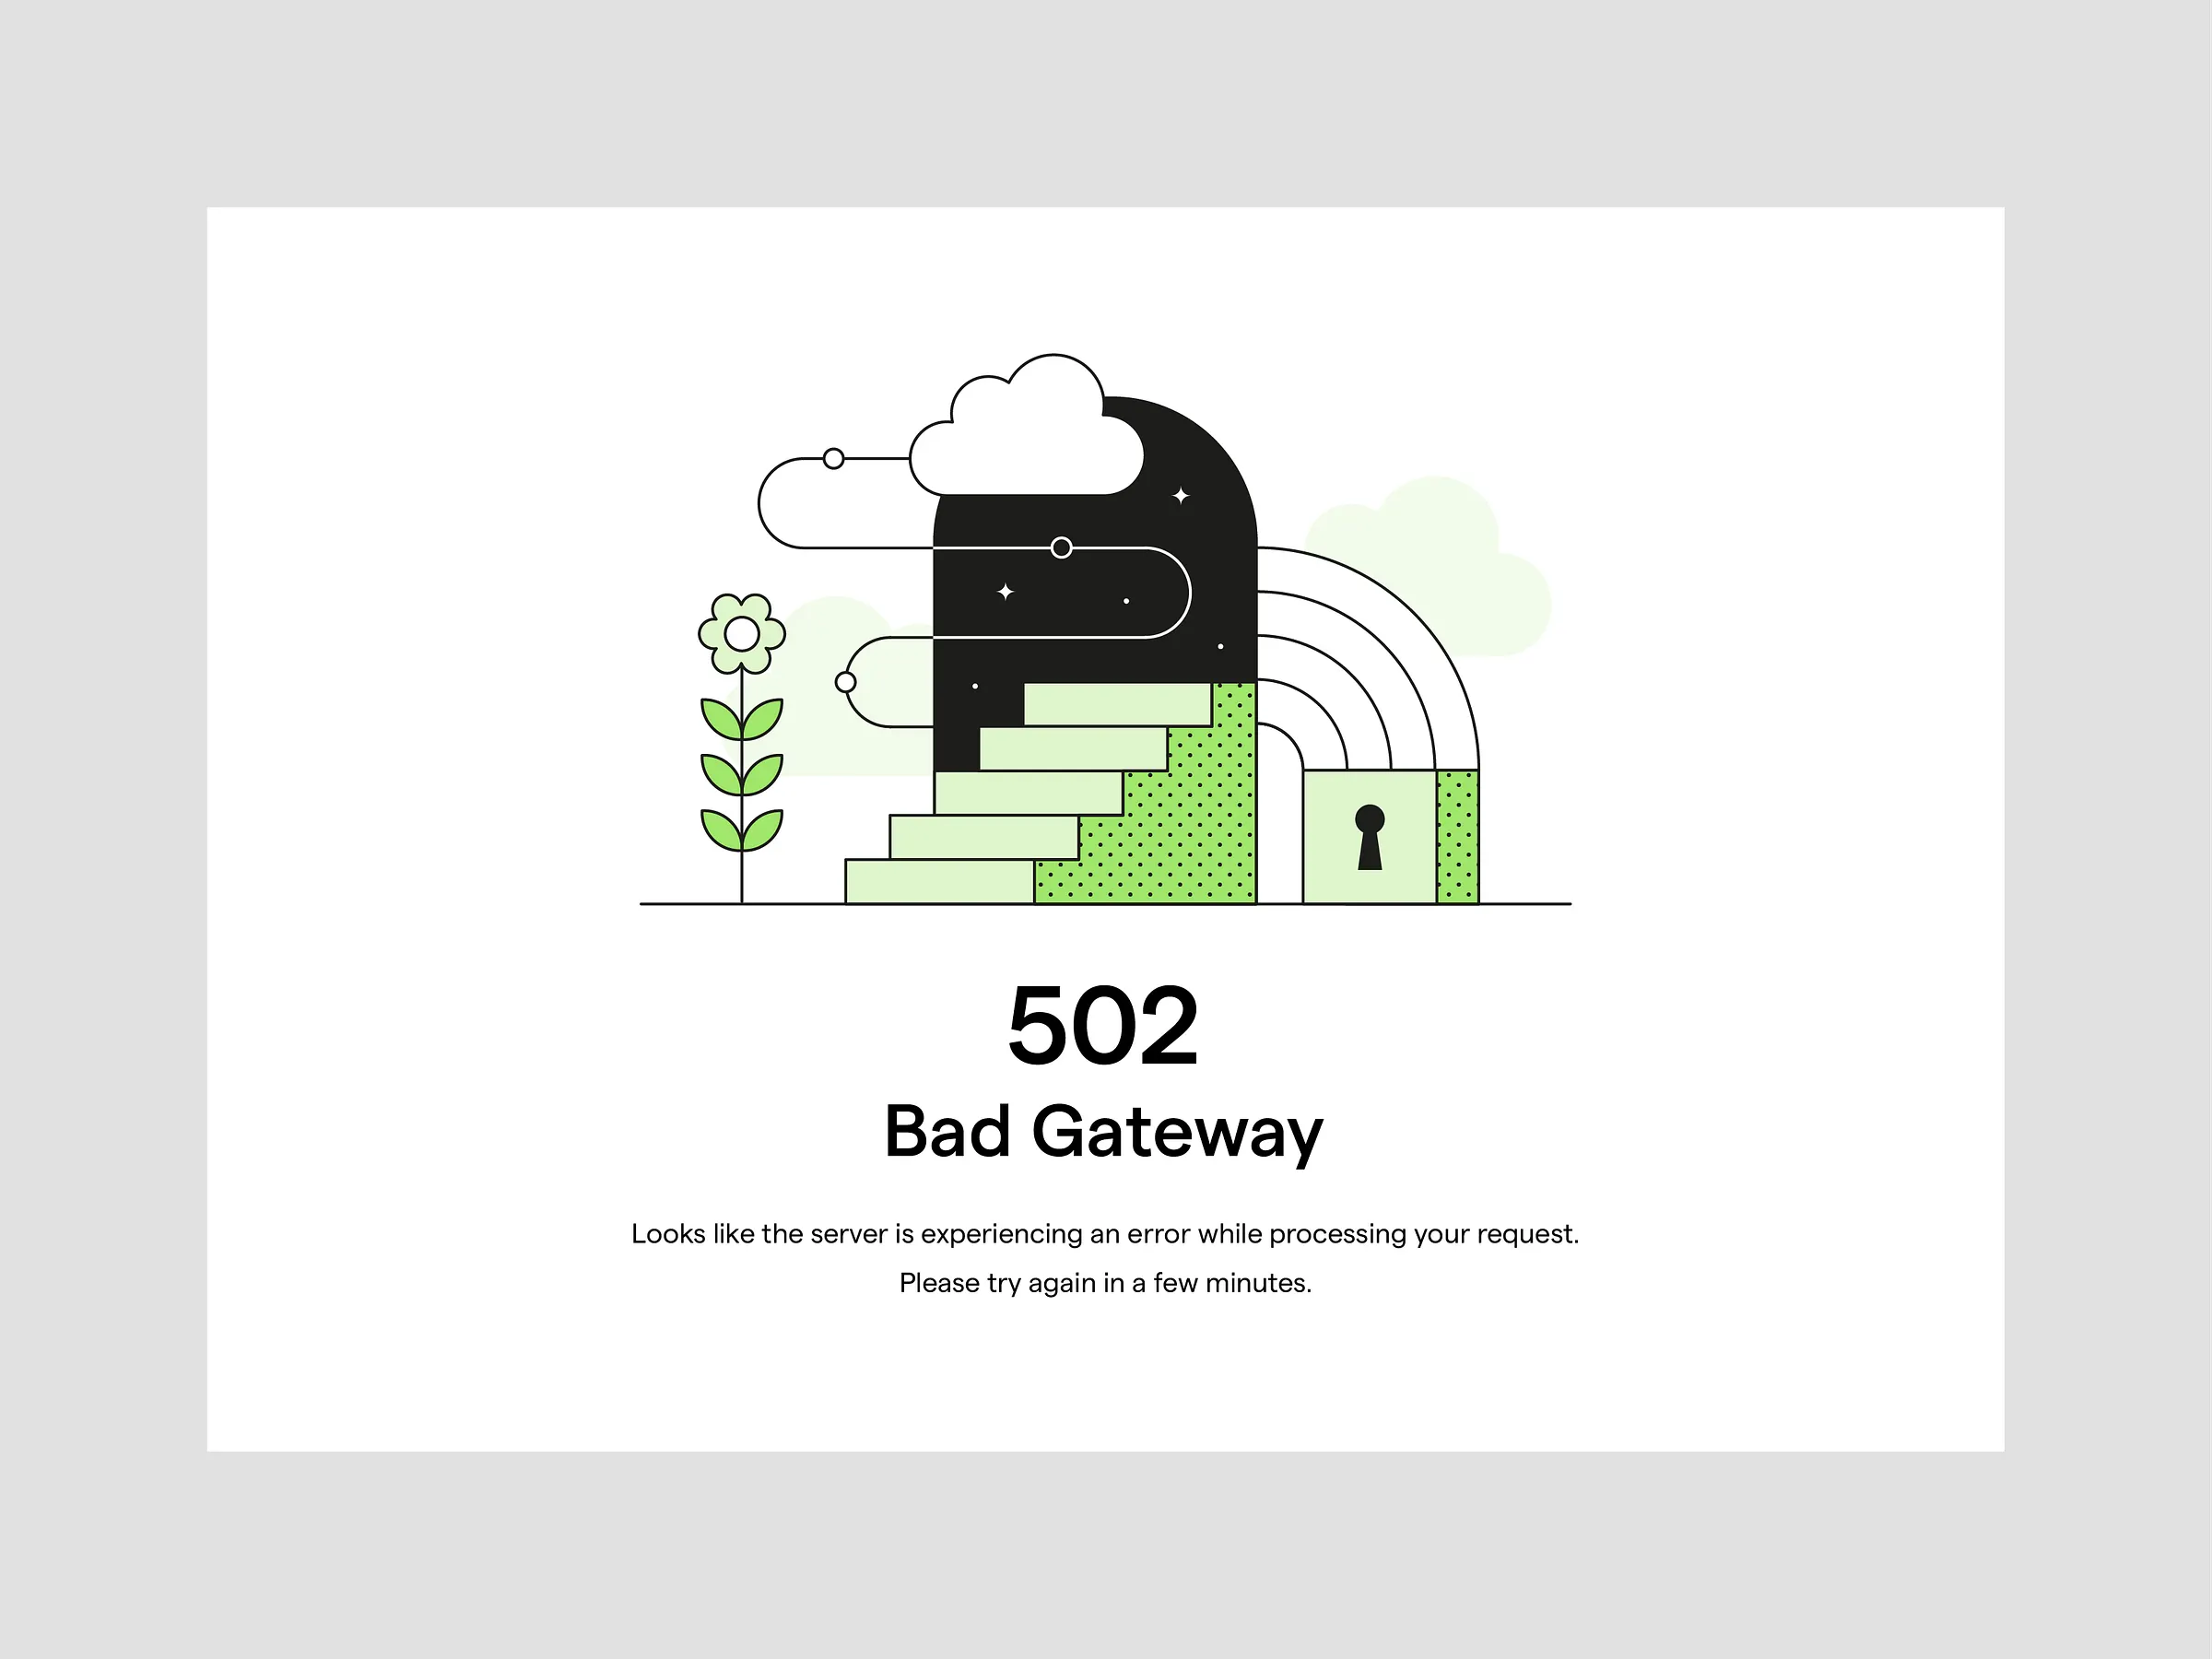 502
Bad Gateway
Looks like the server is experiencing an error while processing your request.
Please try again in a few minutes.